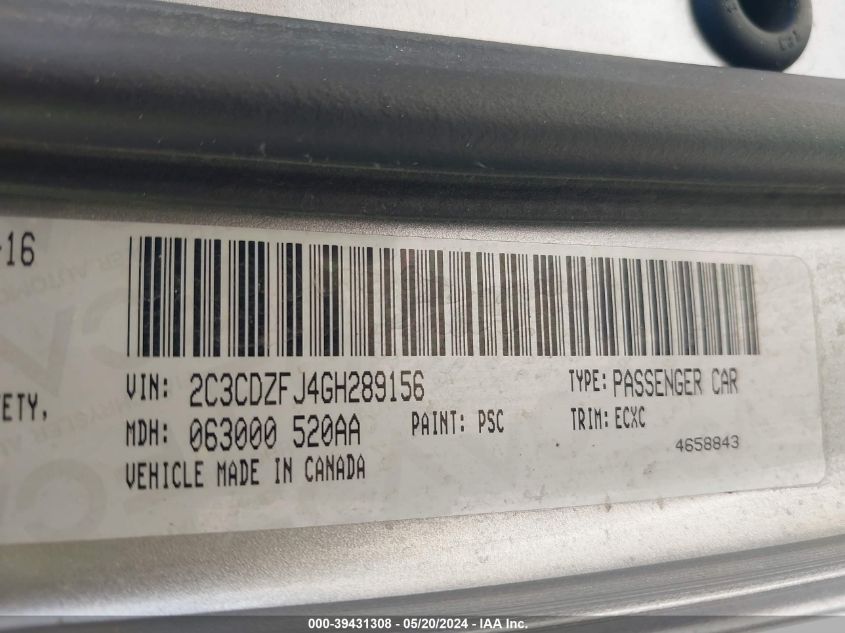 -16
ETY,
VIN: 2C3CDZFJ4GH289156
TYPE: PASSENGER CAR
MDH: 063000 520AA
PAINT: PSC
TRIM: ECXC
4658843
VEHICLE MADE IN CANADA
000-39431308 - 05/20/2024 - IAA Inc.